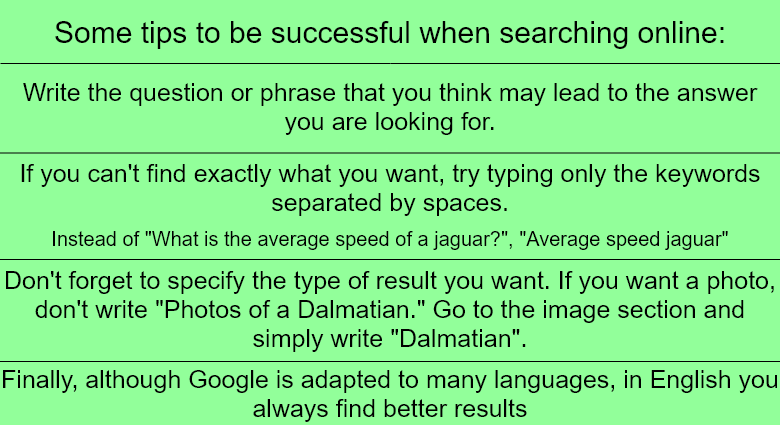 Some tips to be successful when searching online:
Write the question or phrase that you think may lead to the answer
you are looking for.
If you can't find exactly what you want, try typing only the keywords
separated by spaces.
Instead of "What is the average speed of a jaguar?", "Average speed jaguar"
Don't forget to specify the type of result you want. If you want a photo,
don't write "Photos of a Dalmatian." Go to the image section and
simply write "Dalmatian".
Finally, although Google is adapted to many languages, in English you
always find better results